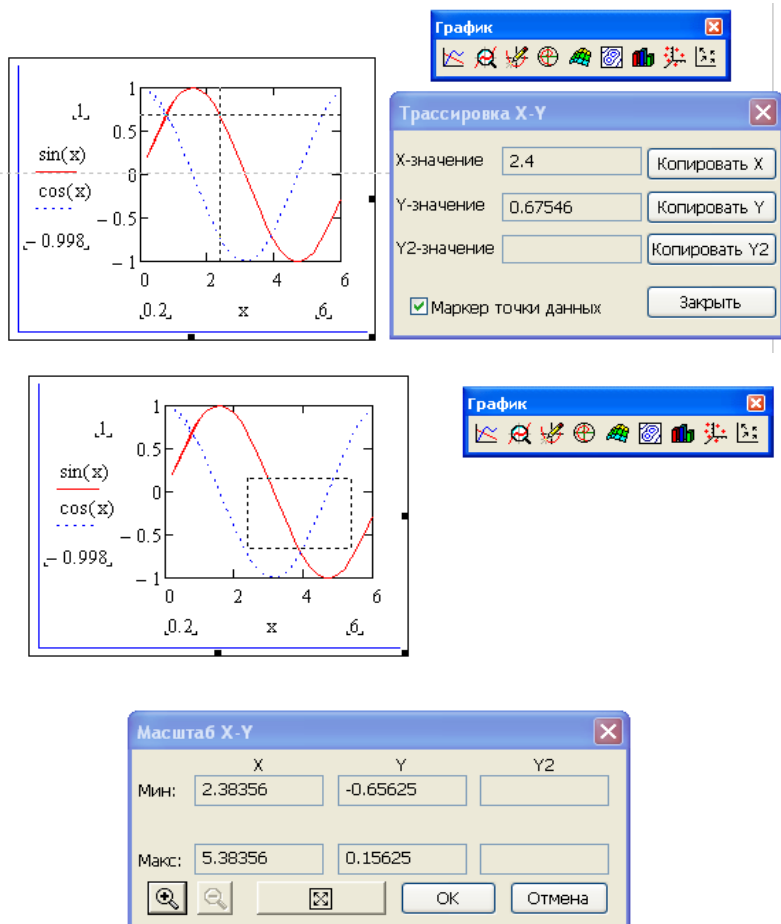 График
1
0.5
0
− 0.5
− 1
1
sin(x)
cos(x)
− 0.998
0 2 4 6
0.2 x 6
Трассировка X-Y
X-значение 2.4 Копировать X
Y-значение 0.67546 Копировать Y
Y2-значение Копировать Y2
Маркер точки данных Закрыть
График
1
0.5
0
− 0.5
− 1
1
sin(x)
cos(x)
− 0.998
0 2 4 6
0.2 x 6
Масштаб X-Y
X Y Y2
Мин: 2.38356 -0.65625
Макс: 5.38356 0.15625
OK Отмена